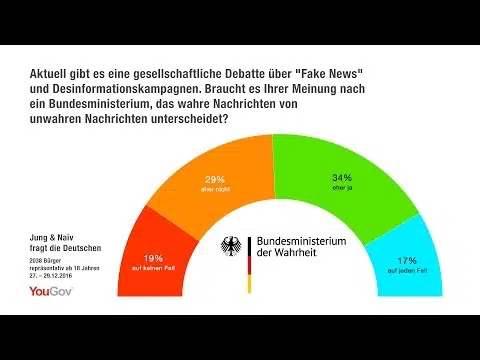 Aktuell gibt es eine gesellschaftliche Debatte über "Fake News"
und Desinformationskampagnen. Braucht es Ihrer Meinung nach
ein Bundesministerium, das wahre Nachrichten von
unwahren Nachrichten unterscheidet?
29%
eher nicht
34%
eher ja
Jung & Naiv
fragt die Deutschen
2038 Bürger
repräsentativ ab 18 Jahren
27. – 29.12.2016
YouGov
19%
auf keinen Fall
Bundesministerium
der Wahrheit
17%
auf jeden Fall